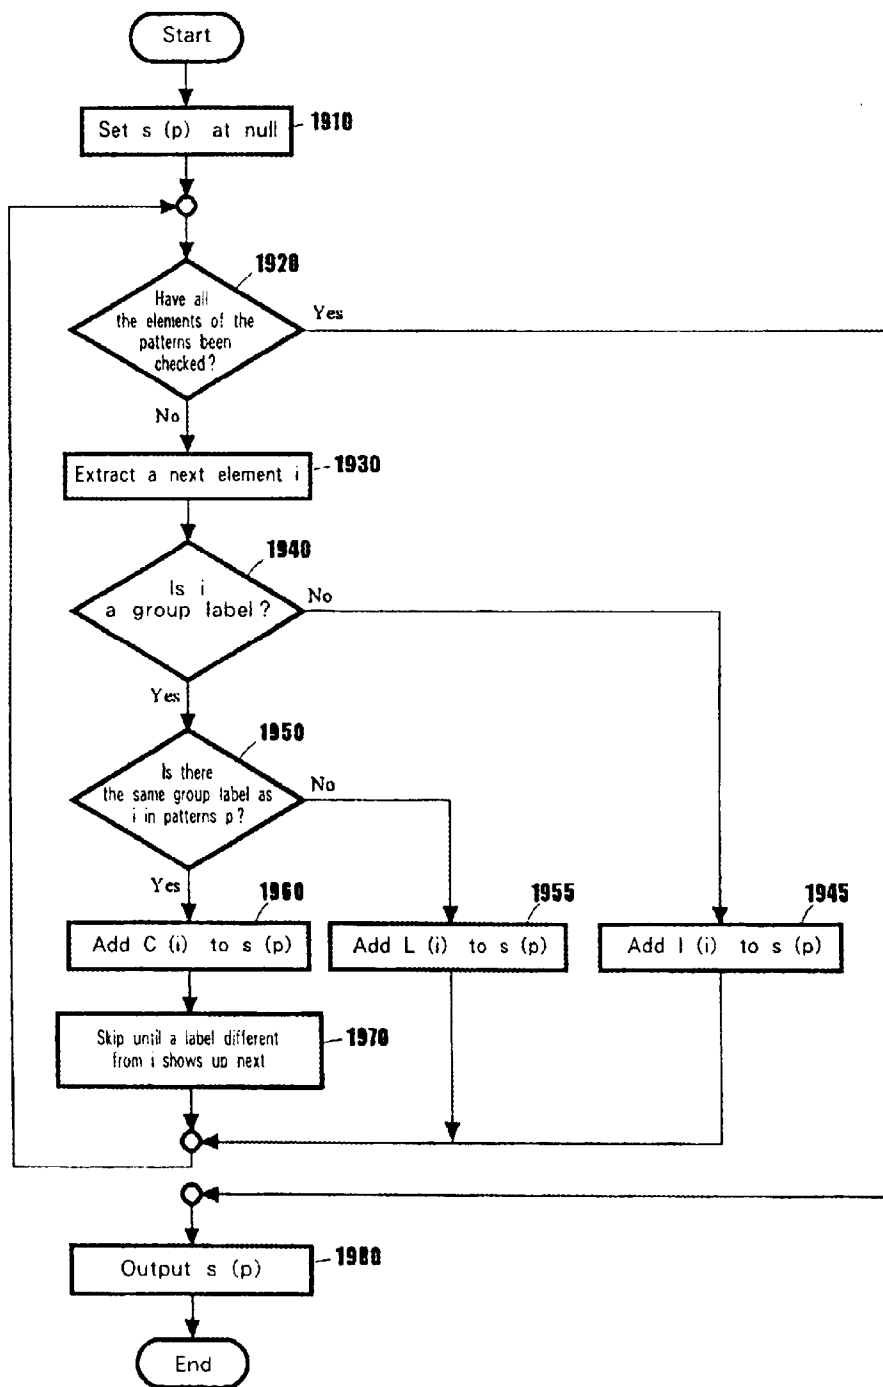 Start
Set s (p) at null
1910
1920
Have all
the elements of the
patterns been
checked?
Yes
No
Extract a next element i
1930
1940
Is i
a group label?
No
Yes
1950
Is there
the same group label as
i in patterns p?
No
Yes
1960
Add C (i) to s (p)
1955
Add L (i) to s (p)
1945
Add I (i) to s (p)
Skip until a label different
from i shows up next
1970
Output s (p)
1980
End